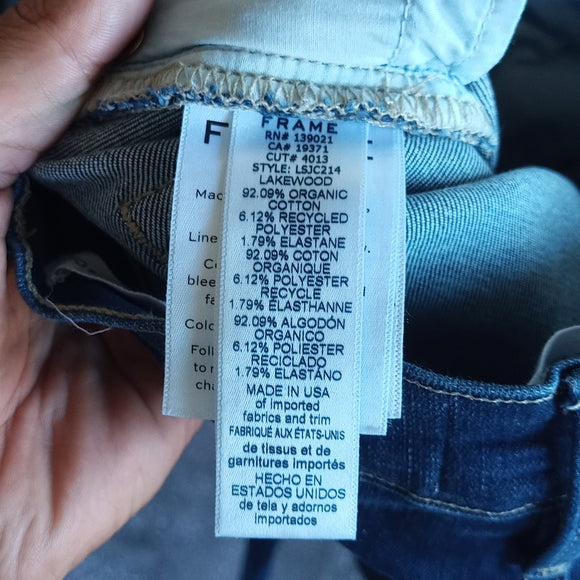 FRAME
RN# 139021
CA# 19371
CUT# 4013
STYLE: LSJC214
LAKEWOOD
92.09% ORGANIC
COTTON
6.12% RECYCLED
POLYESTER
1.79% ELASTANE
92.09% COTON
ORGANIQUE
6.12% POLYESTER
RECYCLE
1.79% ÉLASTHANNE
92.09% ALGODÓN
ORGANICO
6.12% POLIESTER
RECICLADO
1.79% ELASTANO
MADE IN USA
of imported
fabrics and trim
FABRIQUÉ AUX ÉTATS-UNIS
de tissus et de
garnitures importés
HECHO EN
ESTADOS UNIDOS
de tela y adornos
importados